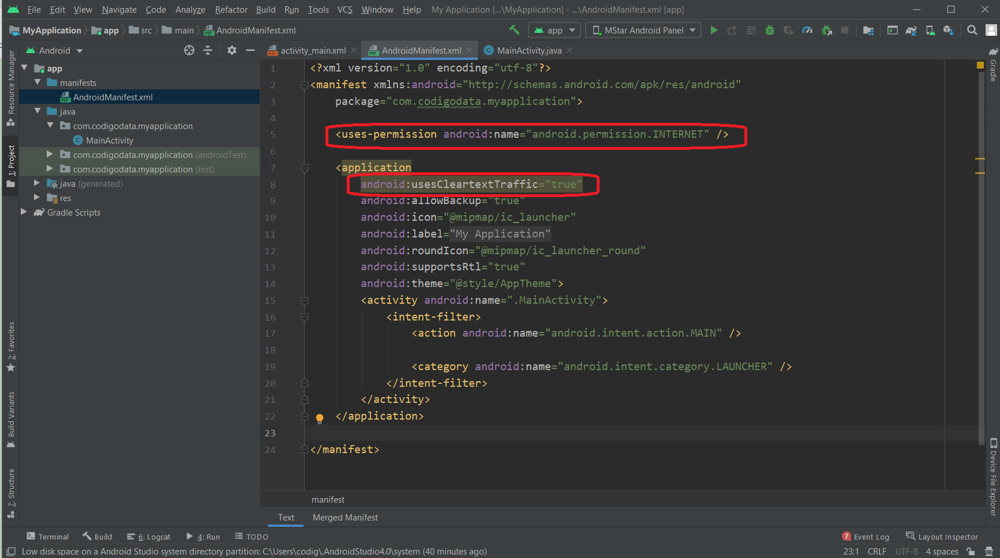 File Edit View Navigate Code Analyze Refactor Build Run Tools VCS Window Help My Application [...\MyApplication] - ...\AndroidManifest.xml [app]
MyApplication app src main AndroidManifest.xml app MStar Android Panel
Android activity_main.xml AndroidManifest.xml MainActivity.java
app
manifests
AndroidManifest.xml
java
com.codigodata.myapplication
MainActivity
com.codigodata.myapplication (androidTest)
com.codigodata.myapplication (test)
java (generated)
res
Gradle Scripts
Resource Manager
1: Project
2: Favorites
Build Variants
7: Structure
1 <?xml version="1.0" encoding="utf-8"?>
2 <manifest xmlns:android="http://schemas.android.com/apk/res/android"
3 package="com.codigodata.myapplication">
4
5 <uses-permission android:name="android.permission.INTERNET" />
6
7 <application
8 android:usesCleartextTraffic="true"
9 android:allowBackup="true"
10 android:icon="@mipmap/ic_launcher"
11 android:label="My Application"
12 android:roundIcon="@mipmap/ic_launcher_round"
13 android:supportsRtl="true"
14 android:theme="@style/AppTheme">
15 <activity android:name=".MainActivity">
16 <intent-filter>
17 <action android:name="android.intent.action.MAIN" />
18
19 <category android:name="android.intent.category.LAUNCHER" />
20 </intent-filter>
21 </activity>
22 </application>
23
24 </manifest>
Gradle
Device File Explorer
manifest
Text Merged Manifest
Terminal Build 6: Logcat 4: Run TODO 7 Event Log Layout Inspector
Low disk space on a Android Studio system directory partition: C:\Users\codig\.AndroidStudio4.0\system (40 minutes ago) 23:1 CRLF UTF-8 4 spaces